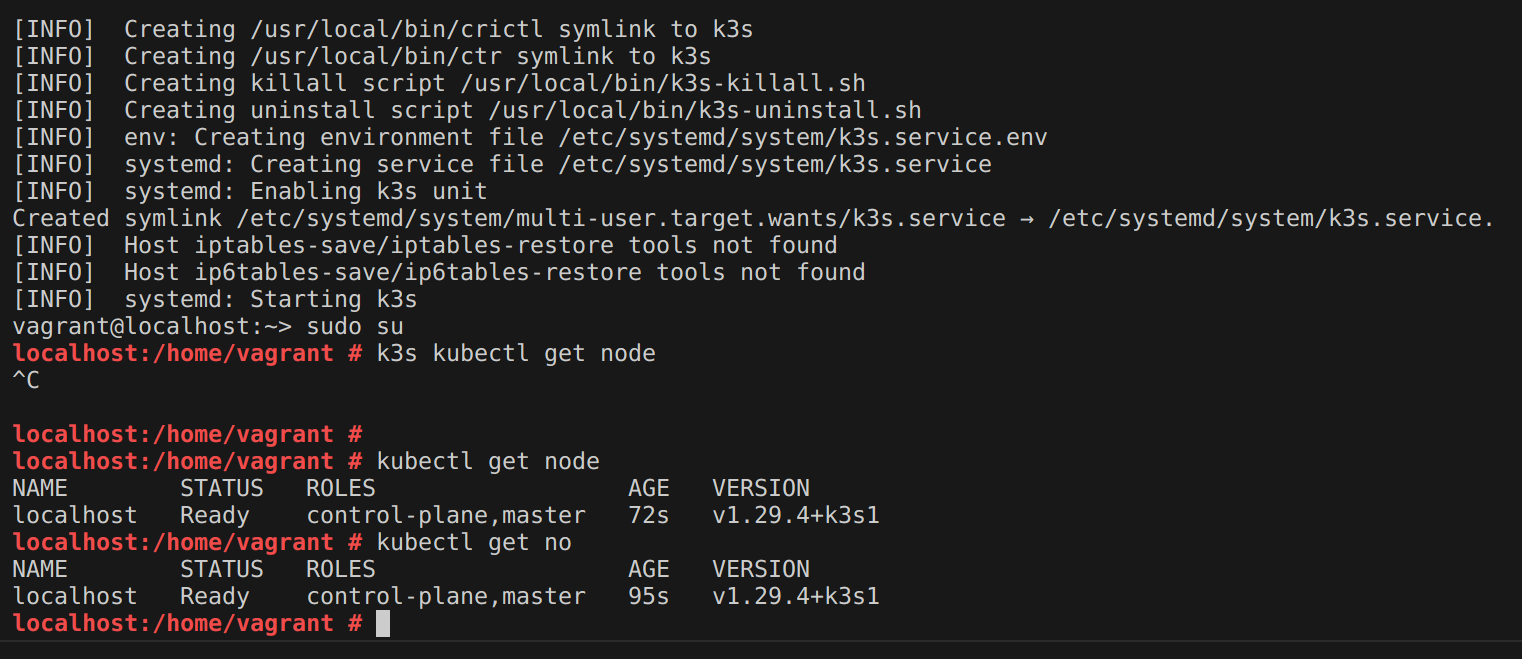 [INFO]  Creating /usr/local/bin/crictl symlink to k3s
[INFO]  Creating /usr/local/bin/ctr symlink to k3s
[INFO]  Creating killall script /usr/local/bin/k3s-killall.sh
[INFO]  Creating uninstall script /usr/local/bin/k3s-uninstall.sh
[INFO]  env: Creating environment file /etc/systemd/system/k3s.service.env
[INFO]  systemd: Creating service file /etc/systemd/system/k3s.service
[INFO]  systemd: Enabling k3s unit
Created symlink /etc/systemd/system/multi-user.target.wants/k3s.service → /etc/systemd/system/k3s.service.
[INFO]  Host iptables-save/iptables-restore tools not found
[INFO]  Host ip6tables-save/ip6tables-restore tools not found
[INFO]  systemd: Starting k3s
vagrant@localhost:~> sudo su
localhost:/home/vagrant # k3s kubectl get node
^C
localhost:/home/vagrant #
localhost:/home/vagrant # kubectl get node
NAME        STATUS   ROLES                  AGE   VERSION
localhost   Ready    control-plane,master   72s   v1.29.4+k3s1
localhost:/home/vagrant # kubectl get no
NAME        STATUS   ROLES                  AGE   VERSION
localhost   Ready    control-plane,master   95s   v1.29.4+k3s1
localhost:/home/vagrant #